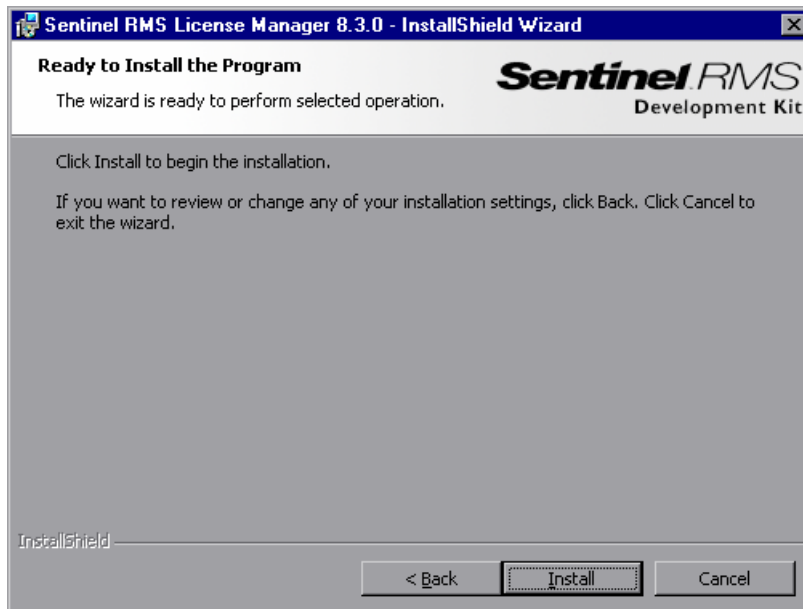 Sentinel RMS License Manager 8.3.0 - InstallShield Wizard
Ready to Install the Program
The wizard is ready to perform selected operation.
Sentinel RMS
Development Kit
Click Install to begin the installation.
If you want to review or change any of your installation settings, click Back. Click Cancel to
exit the wizard.
InstallShield
< Back
Install
Cancel